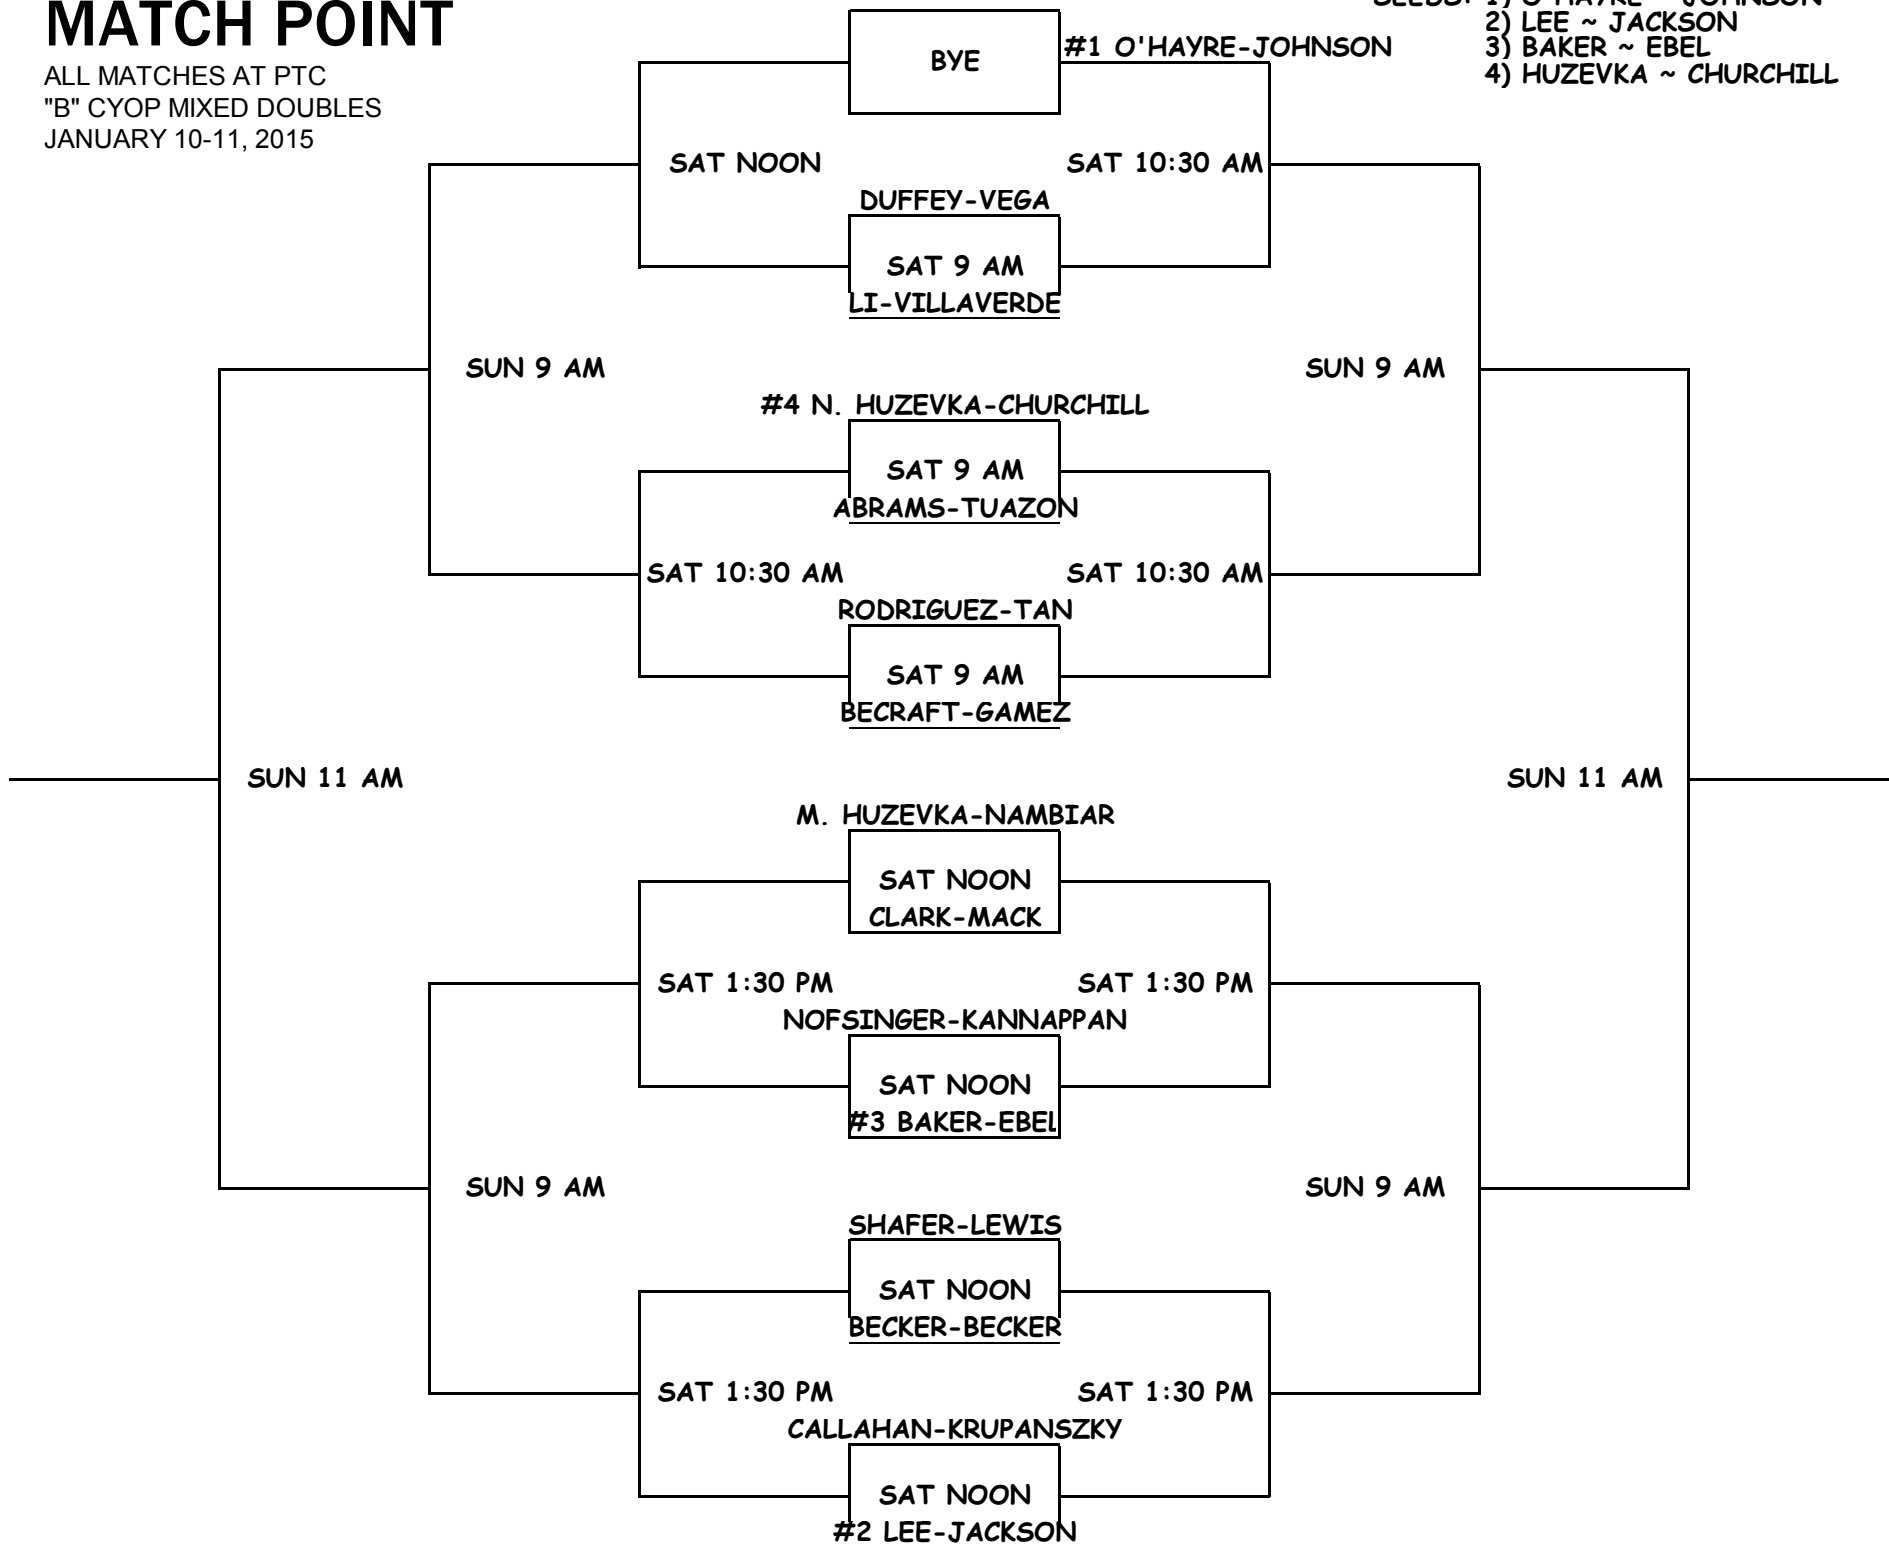 MATCH POINT
ALL MATCHES AT PTC
"B" CYOP MIXED DOUBLES
JANUARY 10-11, 2015
SEEDS: 1) O'HAYRE ~ JOHNSON
2) LEE ~ JACKSON
3) BAKER ~ EBEL
4) HUZEVKA ~ CHURCHILL
BYE
#1 O'HAYRE-JOHNSON
SAT NOON
SAT 10:30 AM
DUFFEY-VEGA
SAT 9 AM
LI-VILLAVERDE
SUN 9 AM
SUN 9 AM
#4 N. HUZEVKA-CHURCHILL
SAT 9 AM
ABRAMS-TUAZON
SAT 10:30 AM
SAT 10:30 AM
RODRIGUEZ-TAN
SAT 9 AM
BECRAFT-GAMEZ
SUN 11 AM
SUN 11 AM
M. HUZEVKA-NAMBIAR
SAT NOON
CLARK-MACK
SAT 1:30 PM
SAT 1:30 PM
NOFSINGER-KANNAPPAN
SAT NOON
#3 BAKER-EBEL
SUN 9 AM
SUN 9 AM
SHAFER-LEWIS
SAT NOON
BECKER-BECKER
SAT 1:30 PM
SAT 1:30 PM
CALLAHAN-KRUPANSZKY
SAT NOON
#2 LEE-JACKSON